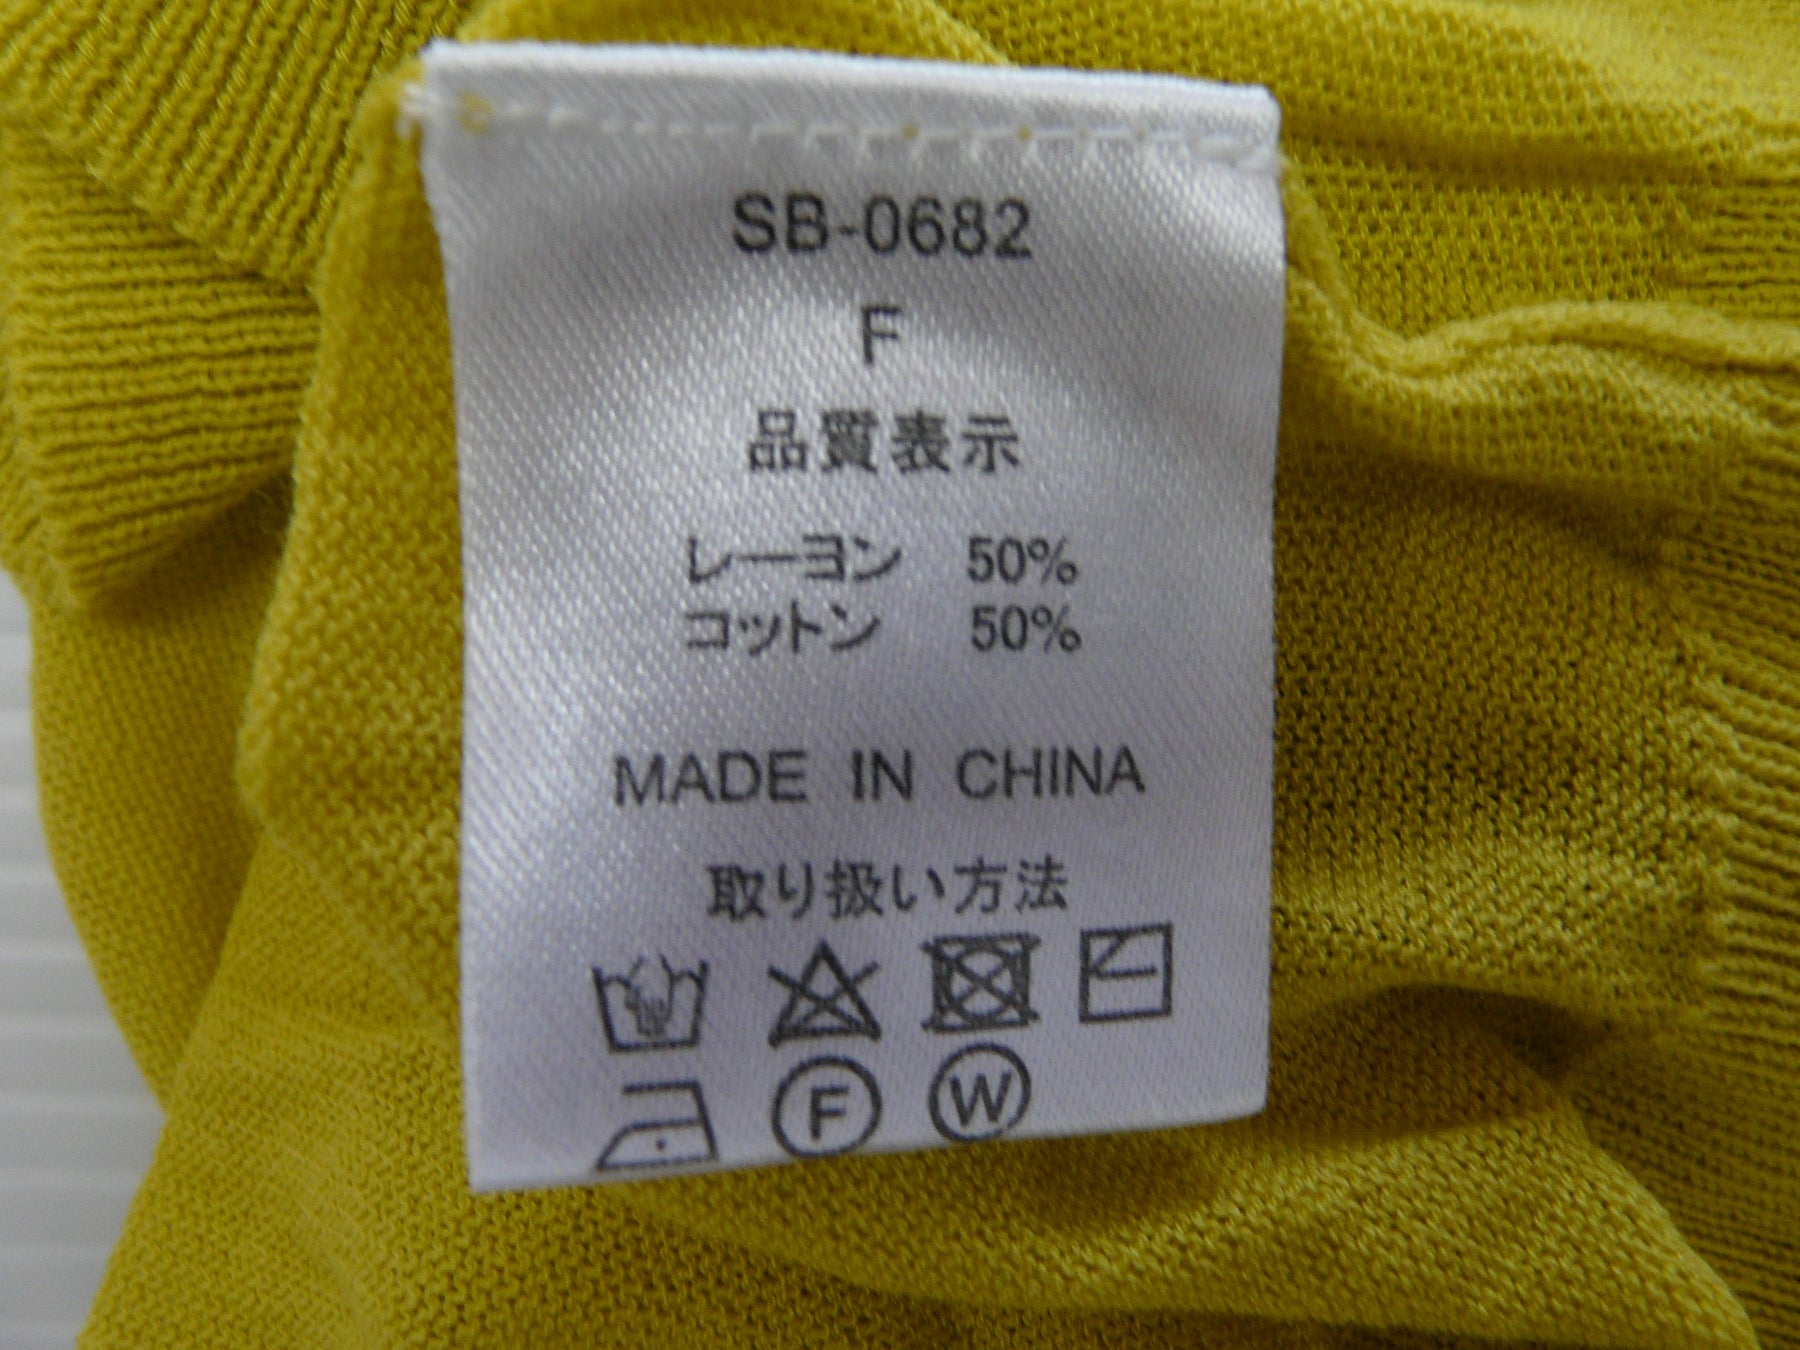 SB-0682
F
品質表示
レーヨン 50%
コットン 50%
MADE IN CHINA
取り扱い方法
F W